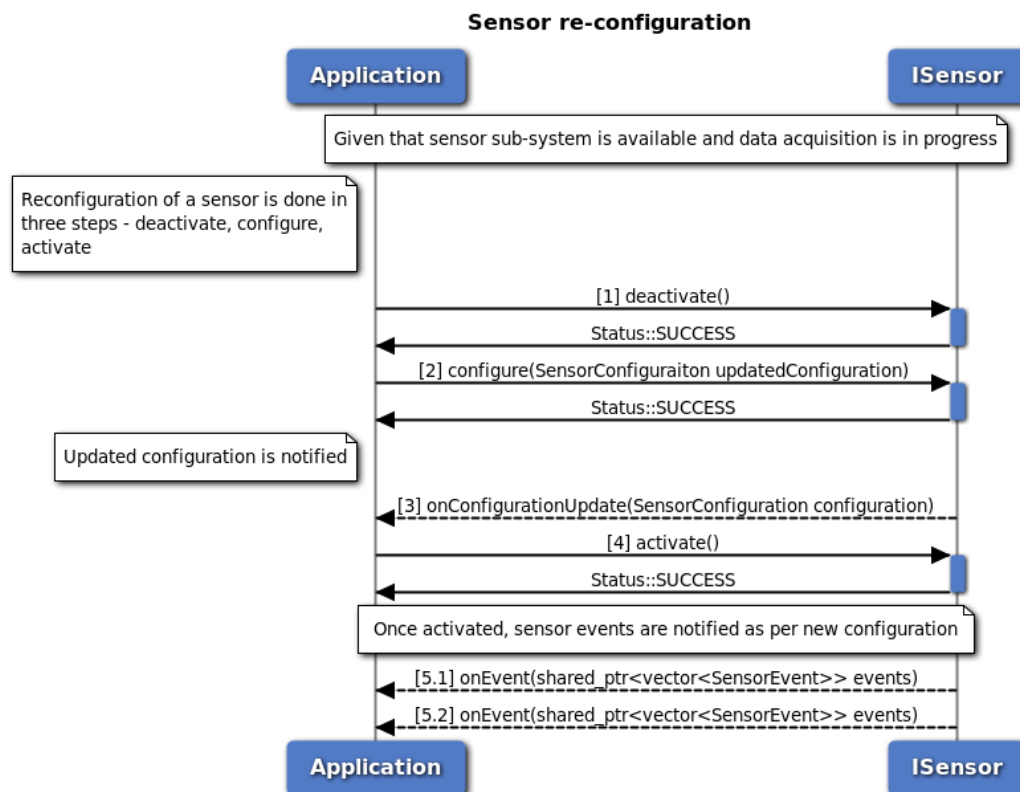 Sensor re-configuration
Application
ISensor
Given that sensor sub-system is available and data acquisition is in progress
Reconfiguration of a sensor is done in
three steps - deactivate, configure,
activate
[1] deactivate()
Status::SUCCESS
[2] configure(SensorConfiguraiton updatedConfiguration)
Status::SUCCESS
Updated configuration is notified
[3] onConfigurationUpdate(SensorConfiguration configuration)
[4] activate()
Status::SUCCESS
Once activated, sensor events are notified as per new configuration
[5.1] onEvent(shared_ptr<vector<SensorEvent>> events)
[5.2] onEvent(shared_ptr<vector<SensorEvent>> events)
Application
ISensor